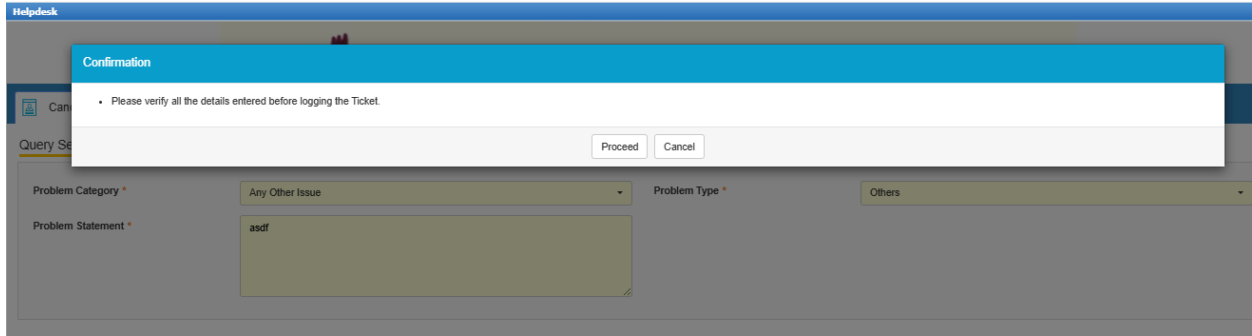 Helpdesk
Confirmation
• Please verify all the details entered before logging the Ticket.
Proceed Cancel
Problem Category * Any Other Issue Problem Type * Others
Problem Statement * asdf